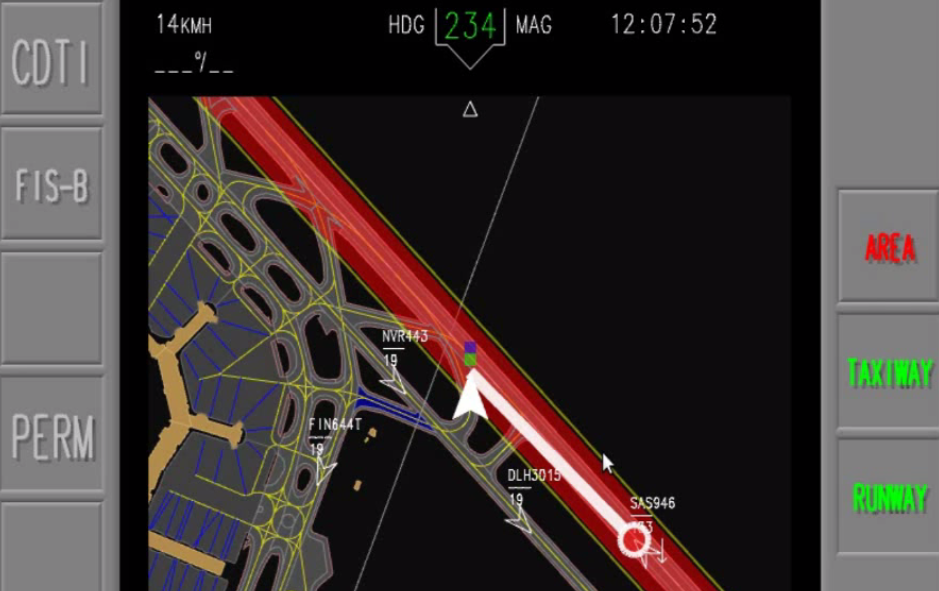 CDTI
FIS-B
PERM
14KMH
___°/__
HDG 234 MAG
12:07:52
NVR443
19
FIN644T
19
DLH3015
19
SAS946
AREA
TAXIWAY
RUNWAY